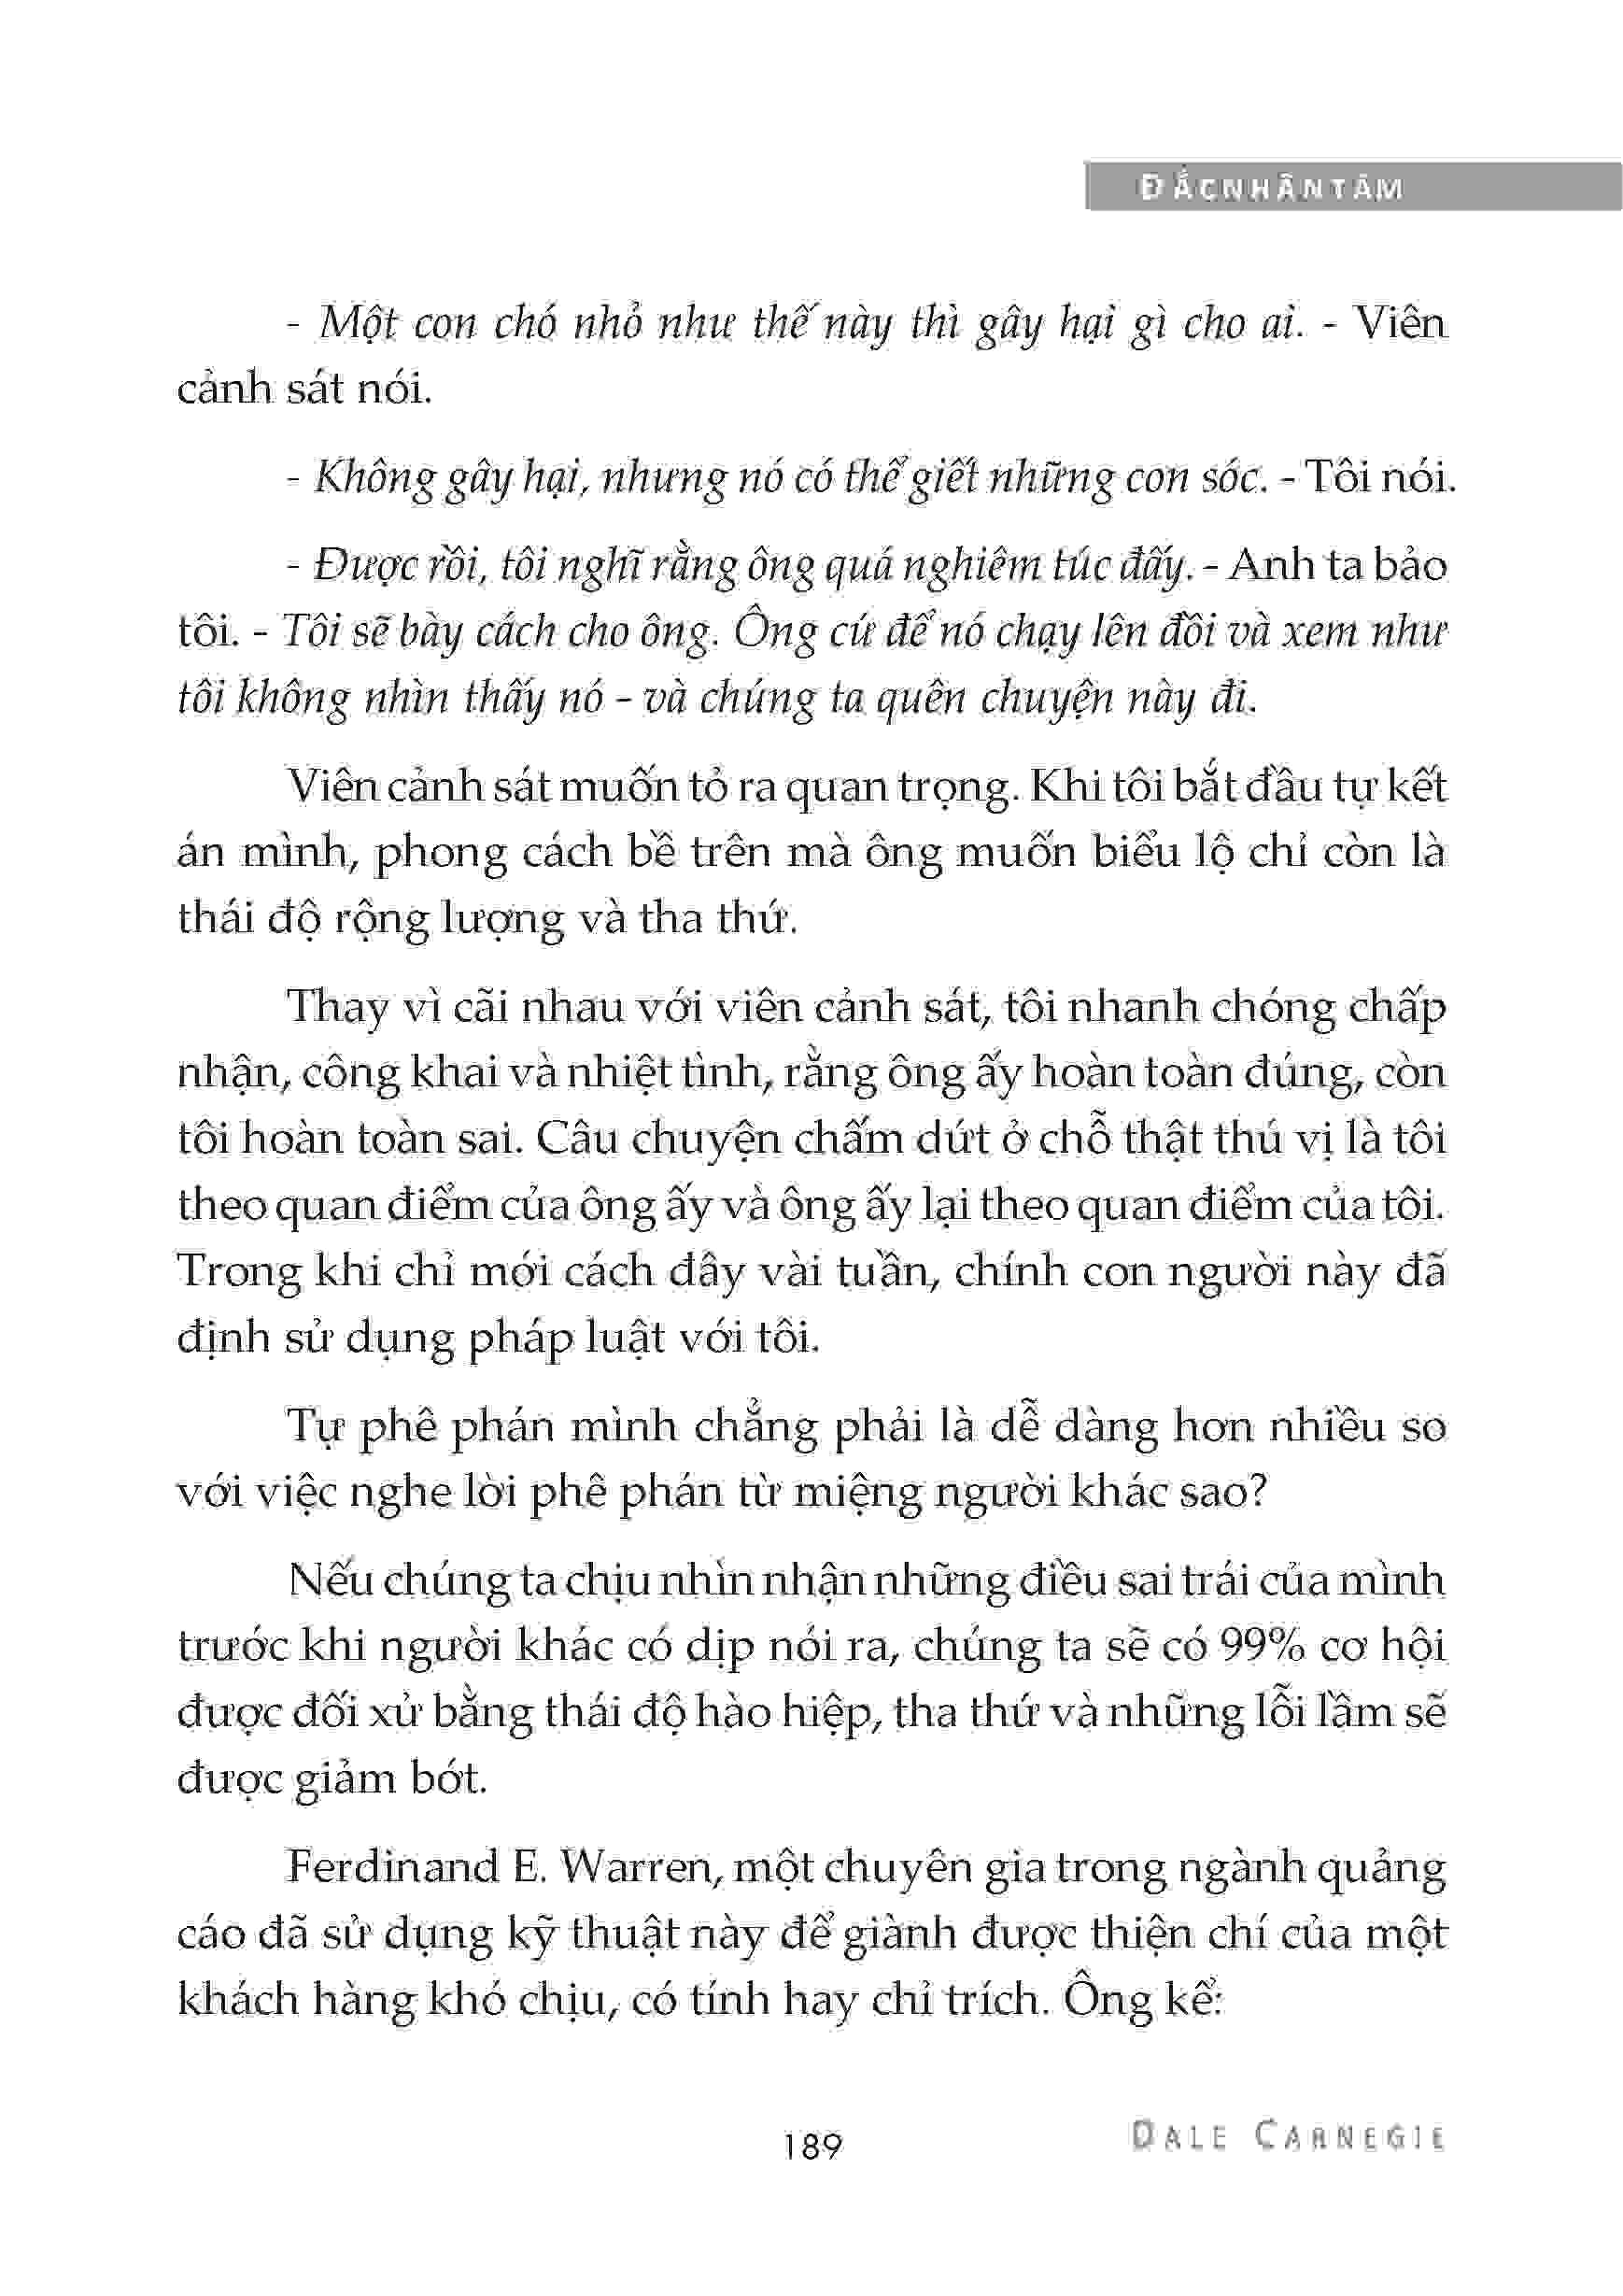 ĐẮCNHÂNTÂM
- Một con chó nhỏ như thế này thì gây hại gì cho ai. - Viên
cảnh sát nói.
- Không gây hại, nhưng nó có thể giết những con sóc. - Tôi nói.
- Được rồi, tôi nghĩ rằng ông quá nghiêm túc đấy. - Anh ta bảo
tôi. - Tôi sẽ bày cách cho ông. Ông cứ để nó chạy lên đồi và xem như
tôi không nhìn thấy nó - và chúng ta quên chuyện này đi.
Viên cảnh sát muốn tỏ ra quan trọng. Khi tôi bắt đầu tự kết
án mình, phong cách bề trên mà ông muốn biểu lộ chỉ còn là
thái độ rộng lượng và tha thứ.
Thay vì cãi nhau với viên cảnh sát, tôi nhanh chóng chấp
nhận, công khai và nhiệt tình, rằng ông ấy hoàn toàn đúng, còn
tôi hoàn toàn sai. Câu chuyện chấm dứt ở chỗ thật thú vị là tôi
theo quan điểm của ông ấy và ông ấy lại theo quan điểm của tôi.
Trong khi chỉ mới cách đây vài tuần, chính con người này đã
định sử dụng pháp luật với tôi.
Tự phê phán mình chẳng phải là dễ dàng hơn nhiều so
với việc nghe lời phê phán từ miệng người khác sao?
Nếu chúng ta chịu nhìn nhận những điều sai trái của mình
trước khi người khác có dịp nói ra, chúng ta sẽ có 99% cơ hội
được đối xử bằng thái độ hào hiệp, tha thứ và những lỗi lầm sẽ
được giảm bớt.
Ferdinand E. Warren, một chuyên gia trong ngành quảng
cáo đã sử dụng kỹ thuật này để giành được thiện chí của một
khách hàng khó chịu, có tính hay chỉ trích. Ông kể:
189
DALE CARNEGIE